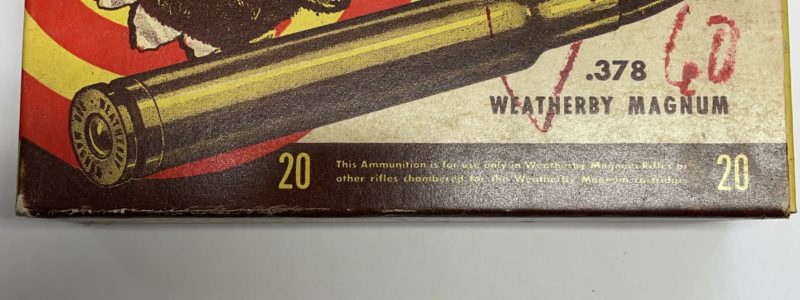 60
.378
WEATHERBY MAGNUM
WEATHERBY
20
This Ammunition is for use only in Weatherby Magnum Rifles or
other rifles chambered for the Weatherby Magnum cartridge.
20